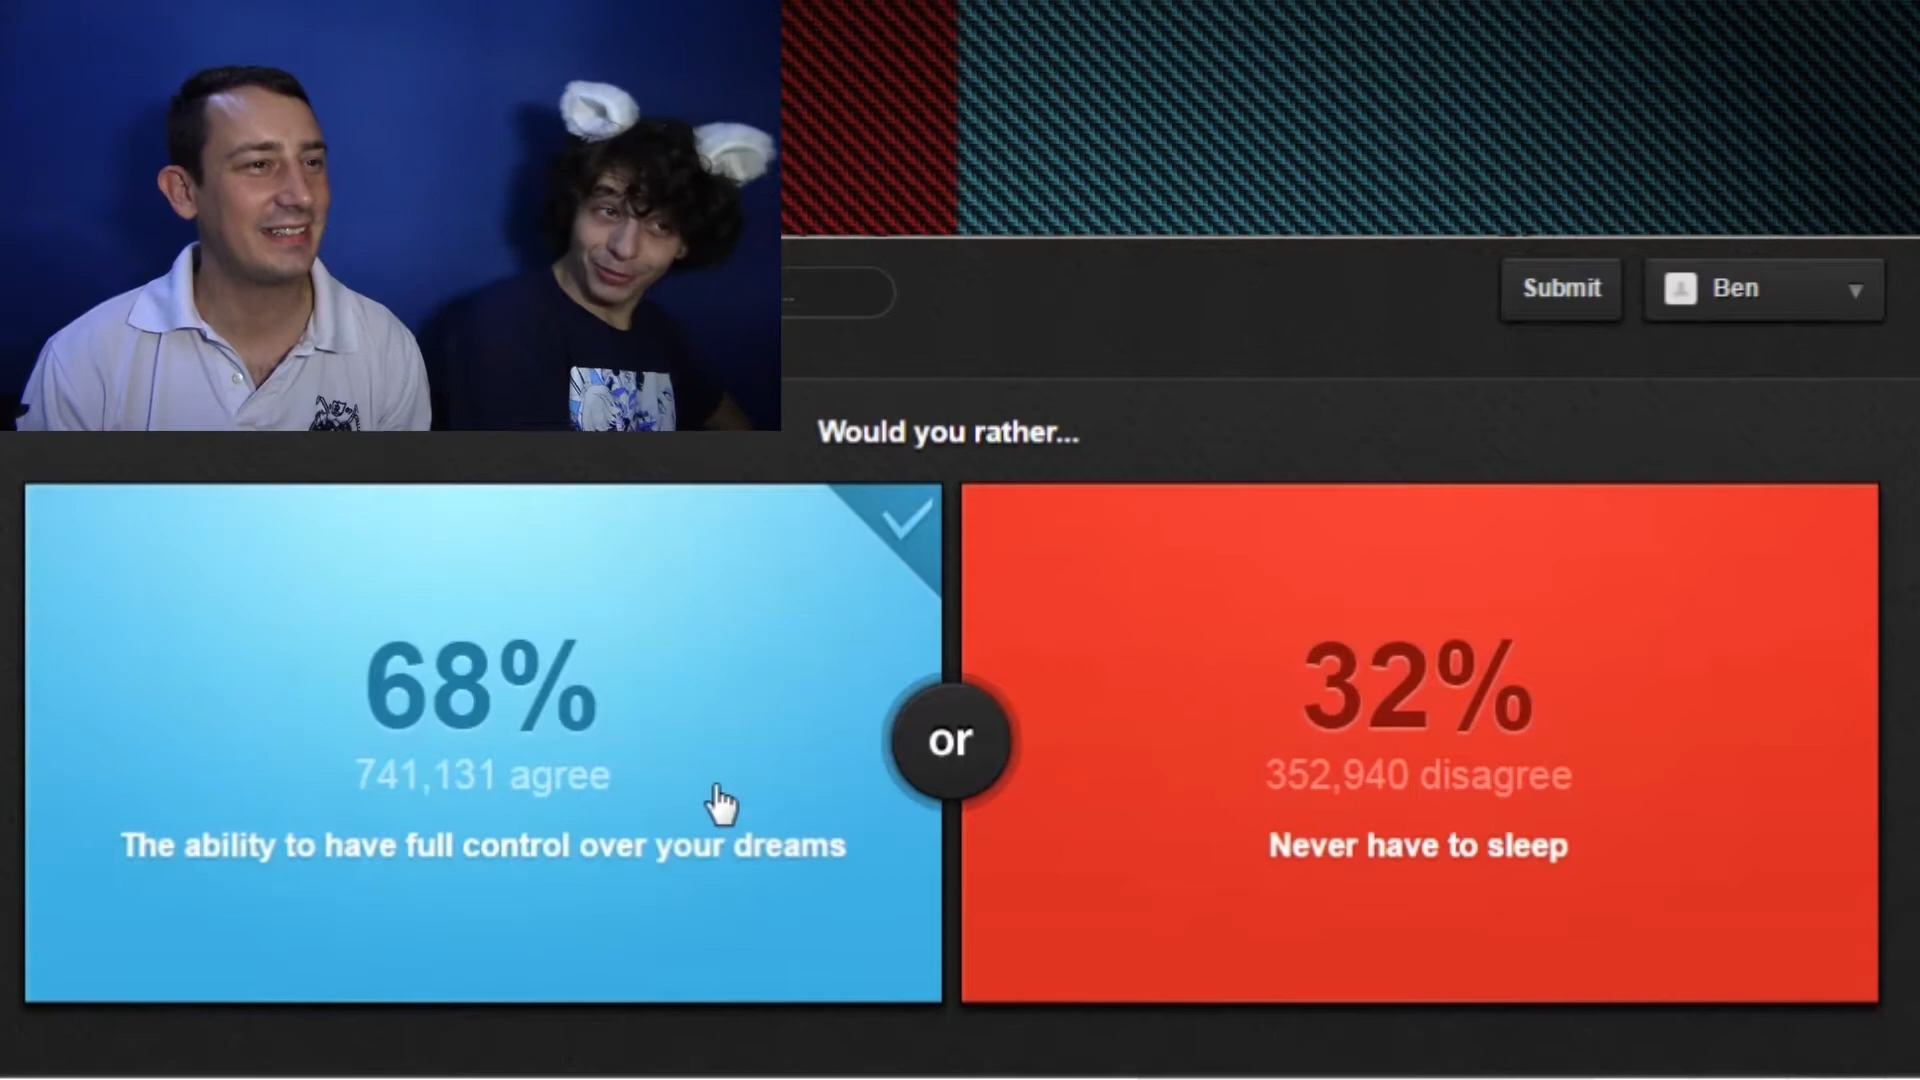 Submit
Ben
Would you rather...
68%
741,131 agree
The ability to have full control over your dreams
or
32%
352,940 disagree
Never have to sleep